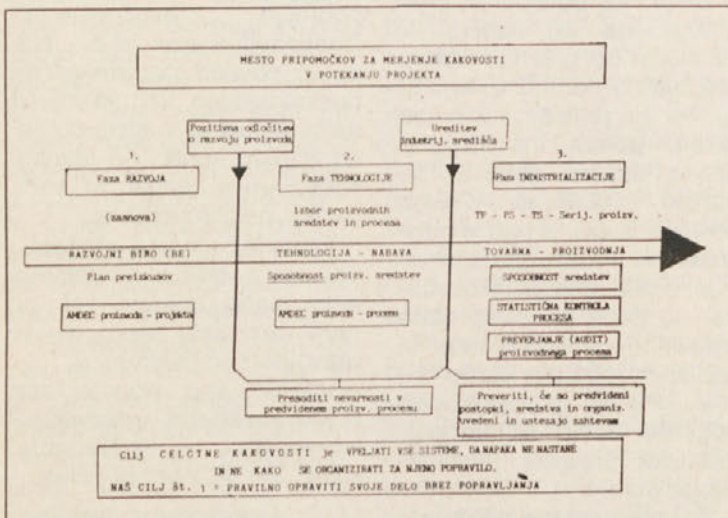 MESTO PRIPOMOČKOV ZA MERJENJE KAKOVOSTI
V POTEKANJU PROJEKTA
Pozitivna odločitev
o razvoju proizvoda
Ureditev
industrij. središča
1.
2.
3.
Faza RAZVOJA
Faza TEHNOLOGIJE
Faza INDUSTRIALIZACIJE
(zasnova)
Izbor proizvodnih
sredstev in procesa
TP - PS - TS - Serij. proizv.
RAZVOJNI BIRO (BE)
TEHNOLOGIJA - NABAVA
TOVARNA - PROIZVODNJA
Plan preizkusov
Sposobnost proizv. sredstev
SPOSOBNOST sredstev
AMDEC proizvoda - projekta
AMDEC proizvoda - procesa
STATISTIČNA KONTROLA
PROCESA
PREVERJANJE (AUDIT)
proizvodnega procesa
Presoditi nevarnosti v
predvidenem proizv. procesu
Preveriti, če so predvideni
postopki, sredstva in organiz.
uvedeni in ustrezajo zahtevam
Cilj CELOTNE KAKOVOSTI je VPELJATI VSE SISTEME, DA NAPAKA NE NASTANE
IN NE KAKO SE ORGANIZIRATI ZA NJENO POPRAVILO.
NAŠ CILJ št. 1 = PRAVILNO OPRAVITI SVOJE DELO BREZ POPRAVLJANJA